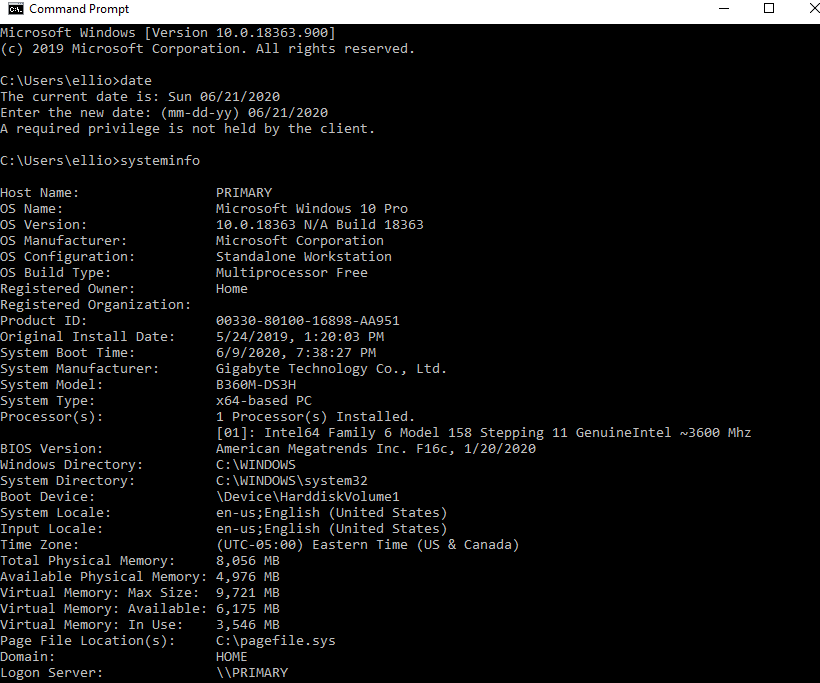 Command Prompt
Microsoft Windows [Version 10.0.18363.900]
(c) 2019 Microsoft Corporation. All rights reserved.
C:\Users\ellio>date
The current date is: Sun 06/21/2020
Enter the new date: (mm-dd-yy) 06/21/2020
A required privilege is not held by the client.
C:\Users\ellio>systeminfo
Host Name: PRIMARY
OS Name: Microsoft Windows 10 Pro
OS Version: 10.0.18363 N/A Build 18363
OS Manufacturer: Microsoft Corporation
OS Configuration: Standalone Workstation
OS Build Type: Multiprocessor Free
Registered Owner: Home
Registered Organization:
Product ID: 00330-80100-16898-AA951
Original Install Date: 5/24/2019, 1:20:03 PM
System Boot Time: 6/9/2020, 7:38:27 PM
System Manufacturer: Gigabyte Technology Co., Ltd.
System Model: B360M-DS3H
System Type: x64-based PC
Processor(s): 1 Processor(s) Installed.
[01]: Intel64 Family 6 Model 158 Stepping 11 GenuineIntel ~3600 Mhz
BIOS Version: American Megatrends Inc. F16c, 1/20/2020
Windows Directory: C:\WINDOWS
System Directory: C:\WINDOWS\system32
Boot Device: \Device\HarddiskVolume1
System Locale: en-us;English (United States)
Input Locale: en-us;English (United States)
Time Zone: (UTC-05:00) Eastern Time (US & Canada)
Total Physical Memory: 8,056 MB
Available Physical Memory: 4,976 MB
Virtual Memory: Max Size: 9,721 MB
Virtual Memory: Available: 6,175 MB
Virtual Memory: In Use: 3,546 MB
Page File Location(s): C:\pagefile.sys
Domain: HOME
Logon Server: \\PRIMARY